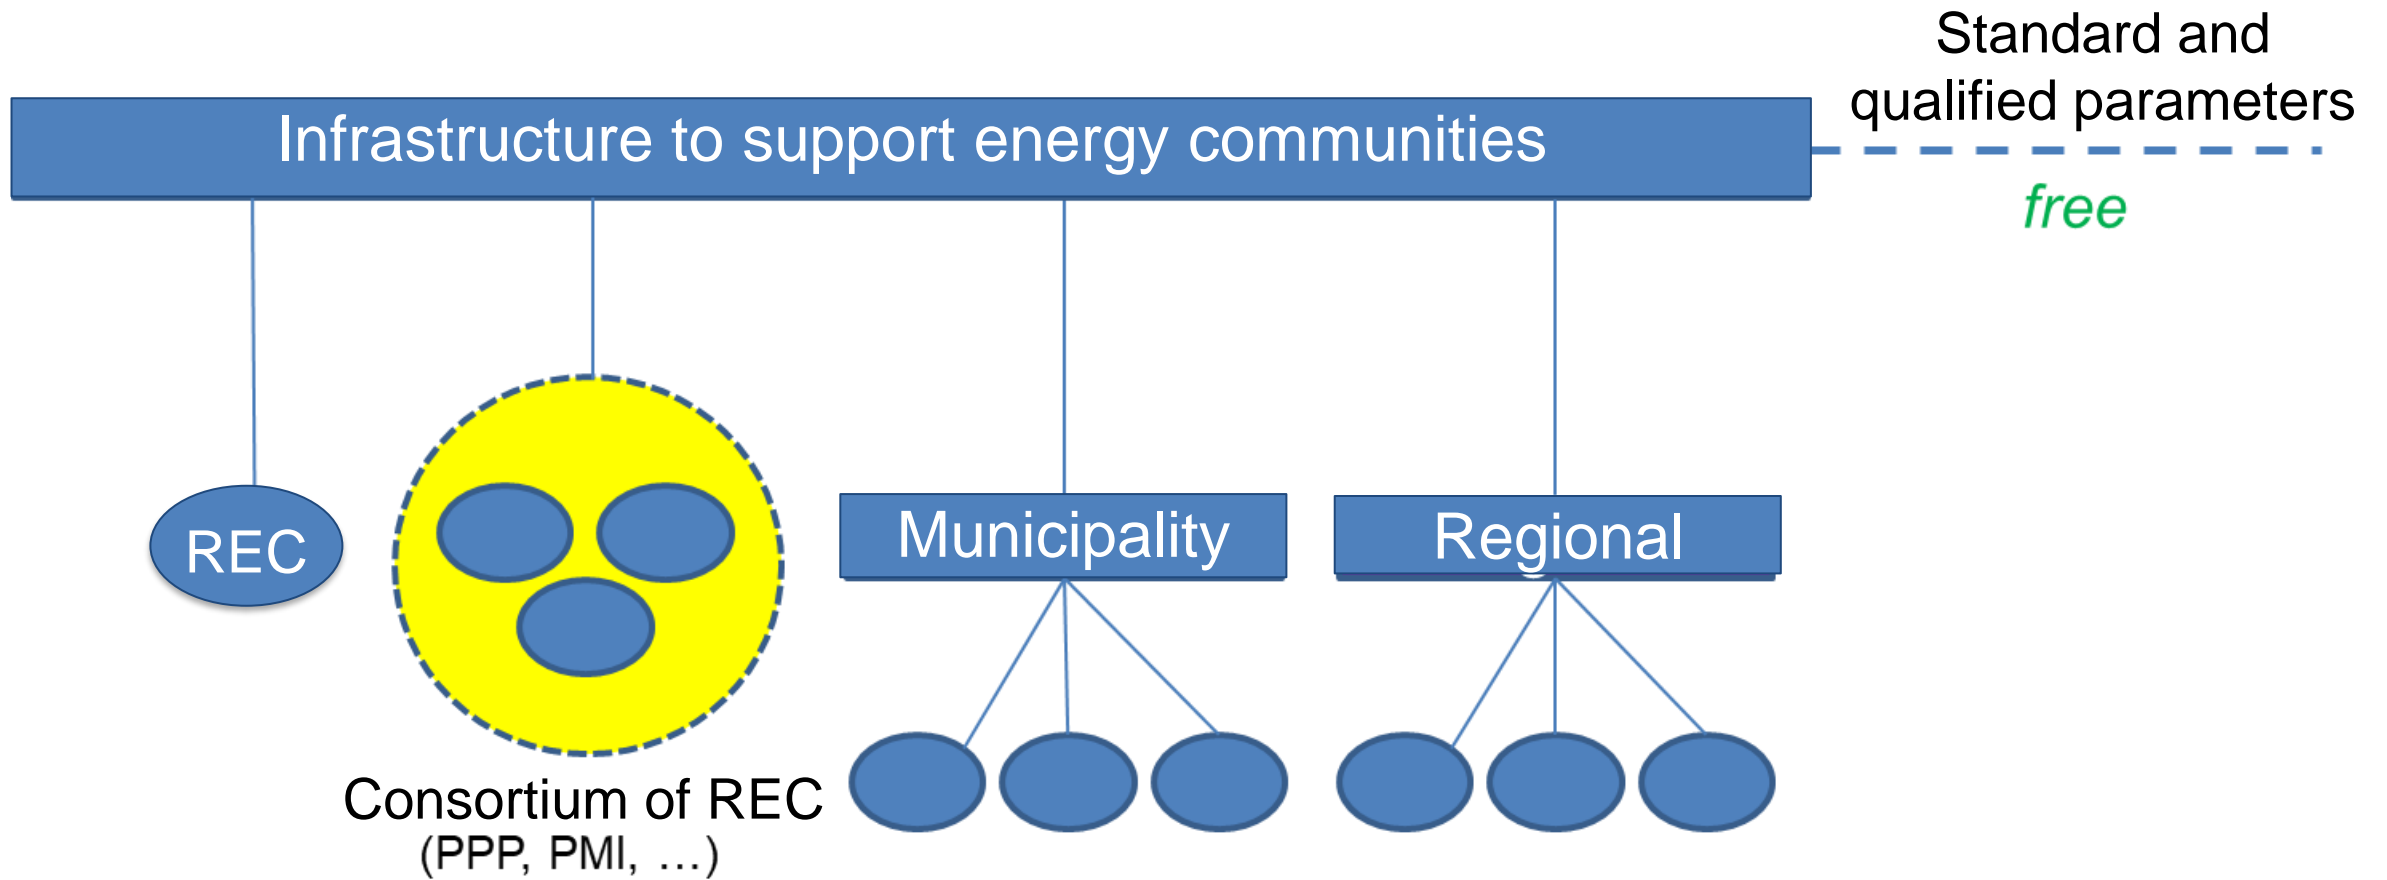 Standard and
qualified parameters
Infrastructure to support energy communities
free
REC
Municipality
Regional
Consortium of REC
(PPP, PMI, …)